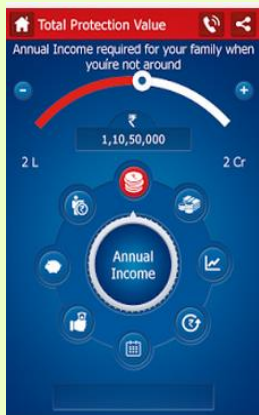 Total Protection Value
Annual Income required for your family when
youíre not around
₹
1,10,50,000
2 L
2 Cr
Annual
Income